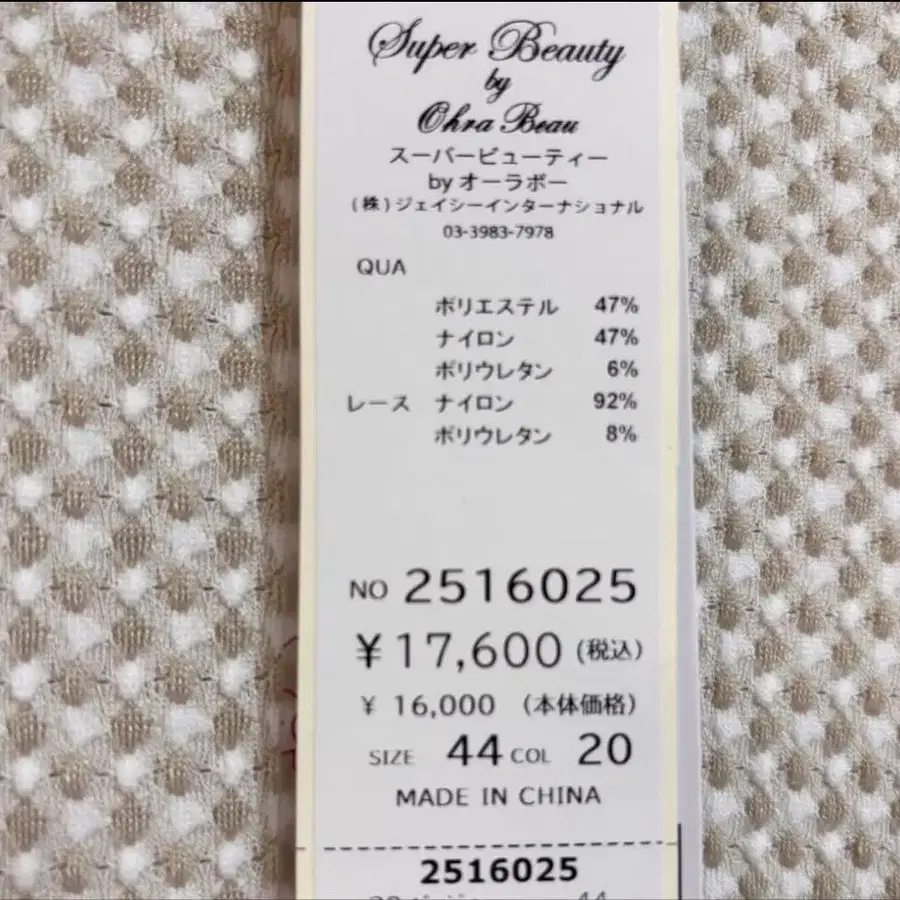 Super Beauty
by
Ohra Beau
スーパービューティー
by オーラボー
(株)ジェイシーインターナショナル
03-3983-7978
QUA
ポリエステル 47%
ナイロン 47%
ポリウレタン 6%
レース ナイロン 92%
ポリウレタン 8%
NO 2516025
¥17,600 (税込)
¥ 16,000 (本体価格)
SIZE 44 COL 20
MADE IN CHINA
2516025